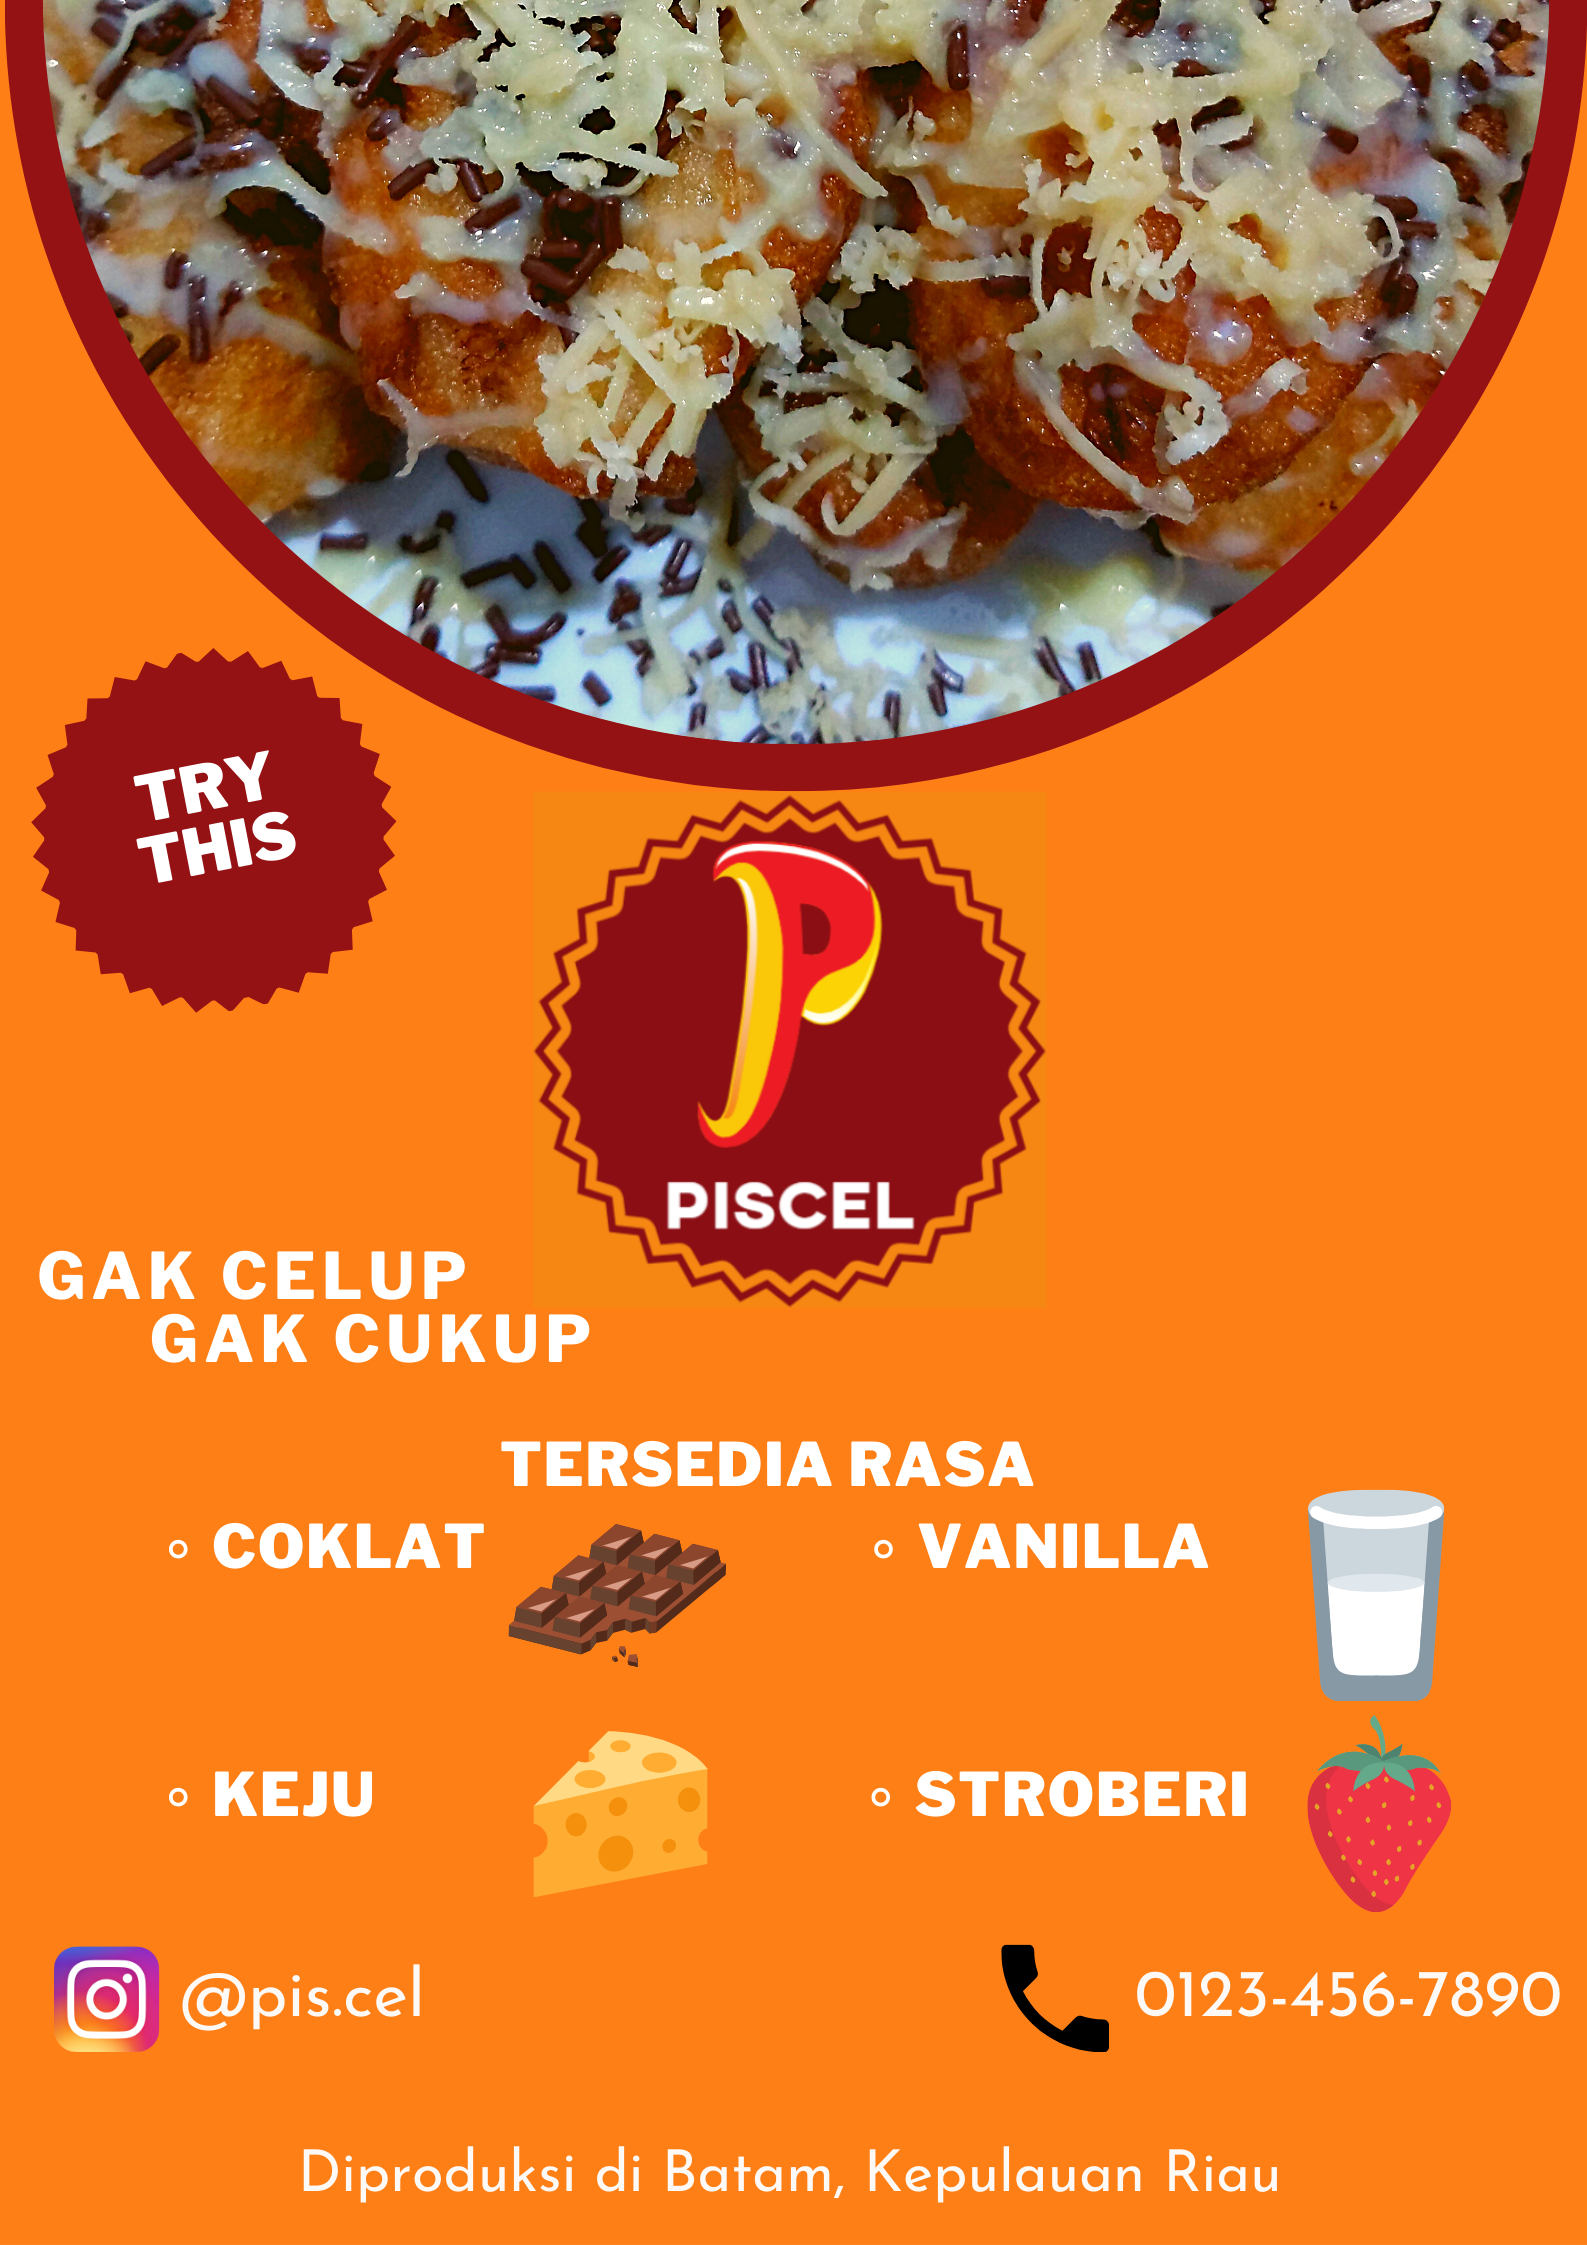 TRY
THIS
P
PISCEL
GAK CELUP
GAK CUKUP
TERSEDIA RASA
COKLAT
VANILLA
KEJU
STROBERI
@pis.cel
0123-456-7890
Diproduksi di Batam, Kepulauan Riau